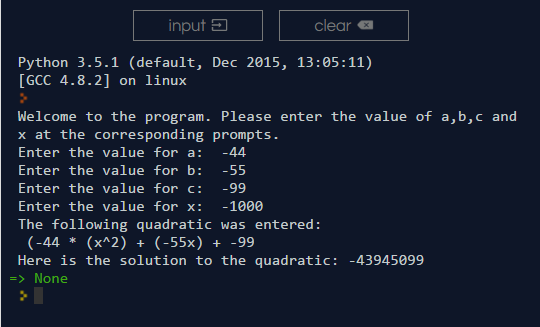 input
clear
Python 3.5.1 (default, Dec 2015, 13:05:11)
[GCC 4.8.2] on linux
Welcome to the program. Please enter the value of a,b,c and
x at the corresponding prompts.
Enter the value for a:  -44
Enter the value for b:  -55
Enter the value for c:  -99
Enter the value for x:  -1000
The following quadratic was entered:
 (-44 * (x^2) + (-55x) + -99
Here is the solution to the quadratic: -43945099
=> None